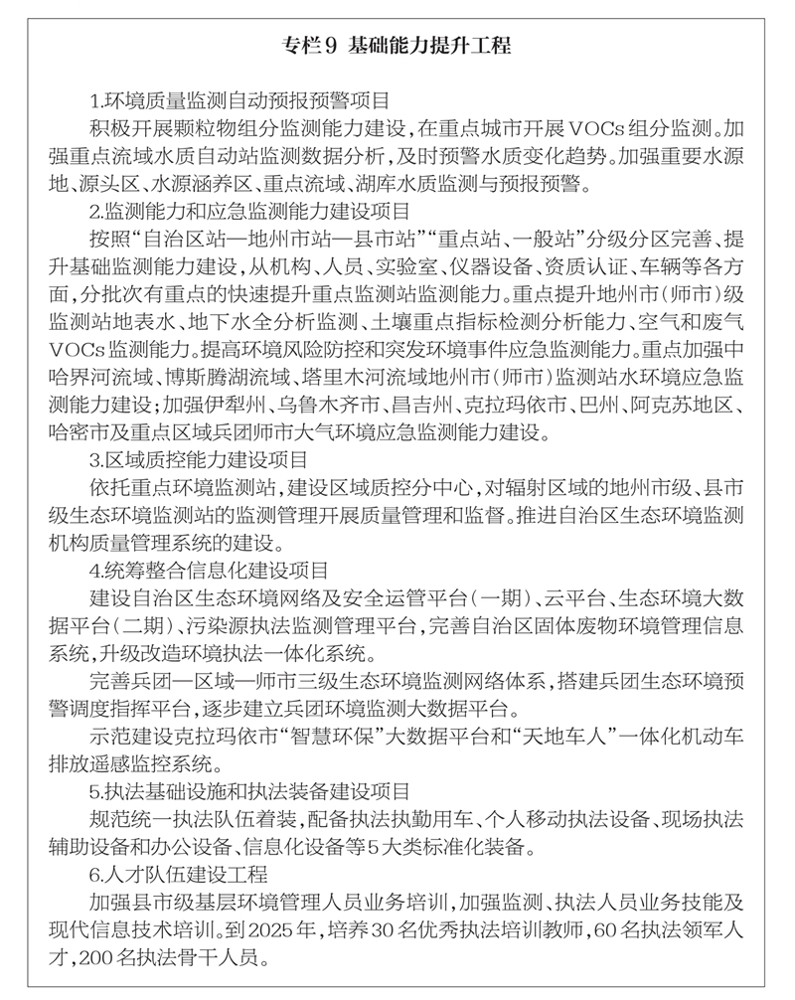 专栏9 基础能力提升工程
1.环境质量监测自动预报预警项目
积极开展颗粒物组分监测能力建设,在重点城市开展VOCs组分监测。加
强重点流域水质自动站监测数据分析,及时预警水质变化趋势。加强重要水源
地、源头区、水源涵养区、重点流域、湖库水质监测与预报预警。
2.监测能力和应急监测能力建设项目
按照“自治区站—地州市站—县市站”“重点站、一般站”分级分区完善、提
升基础监测能力建设,从机构、人员、实验室、仪器设备、资质认证、车辆等各方
面,分批次有重点的快速提升重点监测站监测能力。重点提升地州市(师市)级
监测站地表水、地下水全分析监测、土壤重点指标检测分析能力、空气和废气
VOCs监测能力。提高环境风险防控和突发环境事件应急监测能力。重点加强中
哈界河流域、博斯腾湖流域、塔里木河流域地州市(师市)监测站水环境应急监
测能力建设;加强伊犁州、乌鲁木齐市、昌吉州、克拉玛依市、巴州、阿克苏地区、
哈密市及重点区域兵团师市大气环境应急监测能力建设。
3.区域质控能力建设项目
依托重点环境监测站,建设区域质控分中心,对辐射区域的地州市级、县市
级生态环境监测站的监测管理开展质量管理和监督。推进自治区生态环境监测
机构质量管理系统的建设。
4.统筹整合信息化建设项目
建设自治区生态环境网络及安全运管平台(一期)、云平台、生态环境大数
据平台(二期)、污染源执法监测管理平台,完善自治区固体废物环境管理信息
系统,升级改造环境执法一体化系统。
完善兵团—区域—师市三级生态环境监测网络体系,搭建兵团生态环境预
警调度指挥平台,逐步建立兵团环境监测大数据平台。
示范建设克拉玛依市“智慧环保”大数据平台和“天地车人”一体化机动车
排放遥感监控系统。
5.执法基础设施和执法装备建设项目
规范统一执法队伍着装,配备执法执勤用车、个人移动执法设备、现场执法
辅助设备和办公设备、信息化设备等5大类标准化装备。
6.人才队伍建设工程
加强县市级基层环境管理人员业务培训,加强监测、执法人员业务技能及
现代信息技术培训。到2025年,培养30名优秀执法培训教师,60名执法领军人
才,200名执法骨干人员。